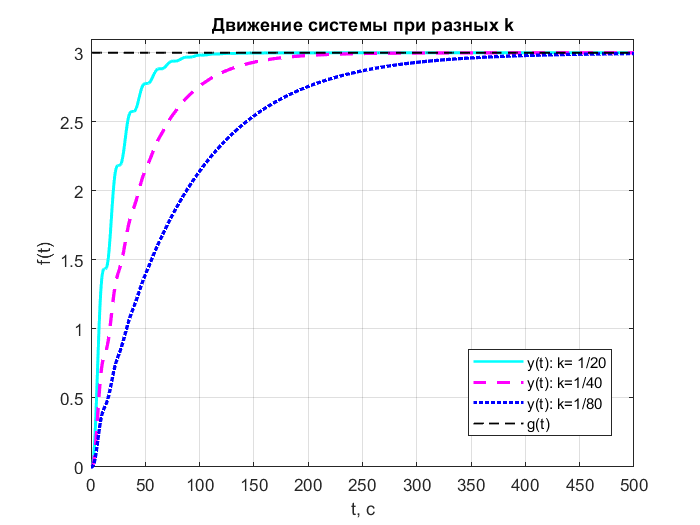 Движение системы при разных k
f(t)
3
2.5
2
1.5
1
0.5
0
0 50 100 150 200 250 300 350 400 450 500
t, c
y(t): k= 1/20
y(t): k=1/40
y(t): k=1/80
g(t)